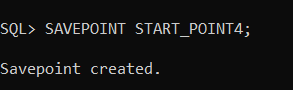 SQL> SAVEPOINT START_POINT4;
Savepoint created.